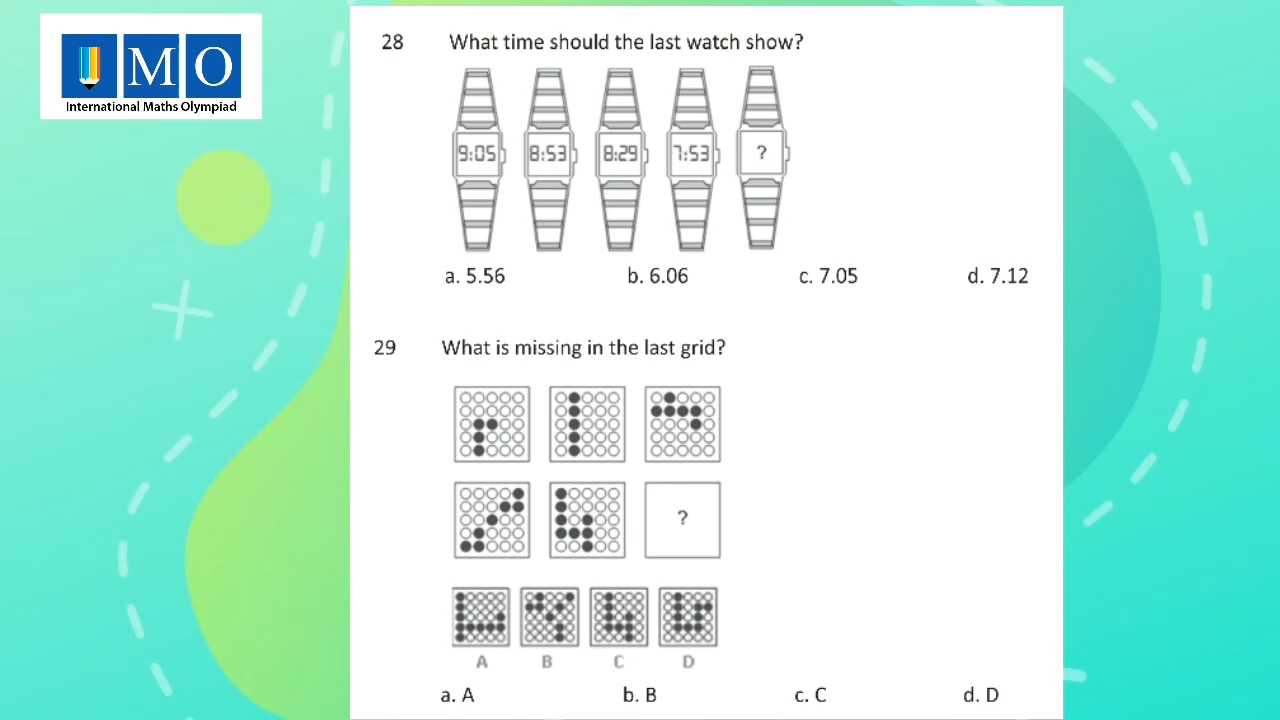 M O
International Maths Olympiad
28 What time should the last watch show?
9:05 8:53 8:29 7:53 ?
a. 5.56 b. 6.06 c. 7.05 d. 7.12
29 What is missing in the last grid?
?
A B C D
a. A b. B c. C d. D